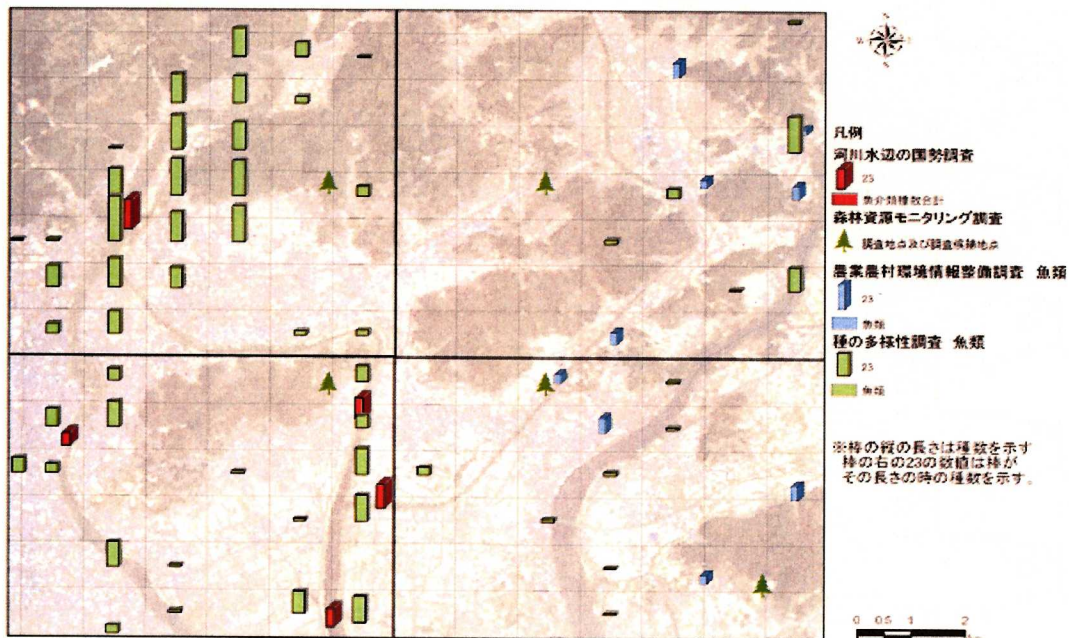 凡例
河川水辺の国勢調査
23
魚介類種数合計
森林資源モニタリング調査
調査地点及び調査候補地点
農業農村環境情報整備調査 魚類
23
魚類
種の多様性調査 魚類
23
魚類
※棒の縦の長さは種数を示す
棒の右の23の数値は棒が
その長さの時の種数を示す。
0 0.5 1 2